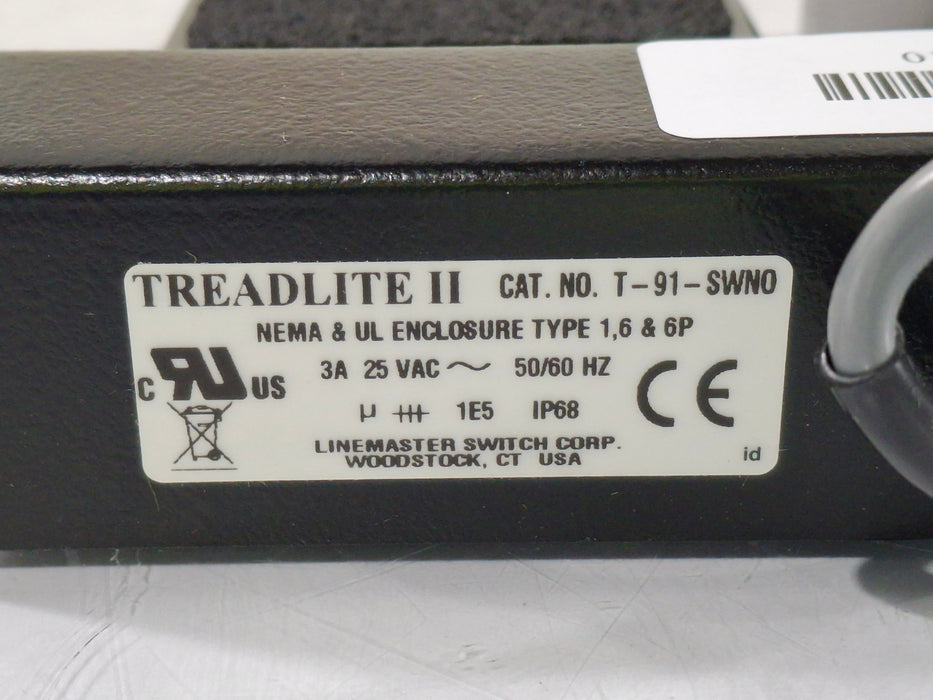 TREADLITE II CAT. NO. T-91-SWNO
NEMA & UL ENCLOSURE TYPE 1,6 & 6P
C RU US 3A 25 VAC ~ 50/60 HZ
CE
µ 1E5 IP68
LINEMASTER SWITCH CORP.
WOODSTOCK, CT USA
id